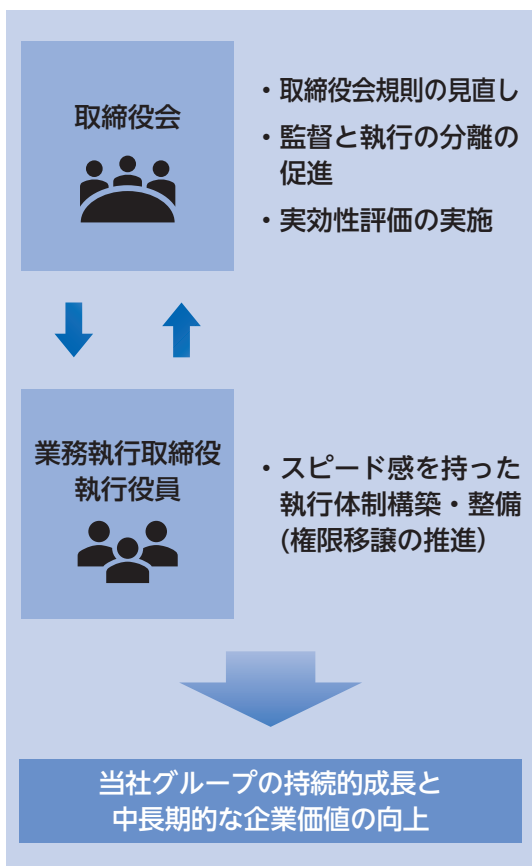 取締役会
・取締役会規則の見直し
・監督と執行の分離の
促進
・実効性評価の実施
業務執行取締役
執行役員
・スピード感を持った
執行体制構築・整備
(権限移譲の推進）
当社グループの持続的成長と
中長期的な企業価値の向上